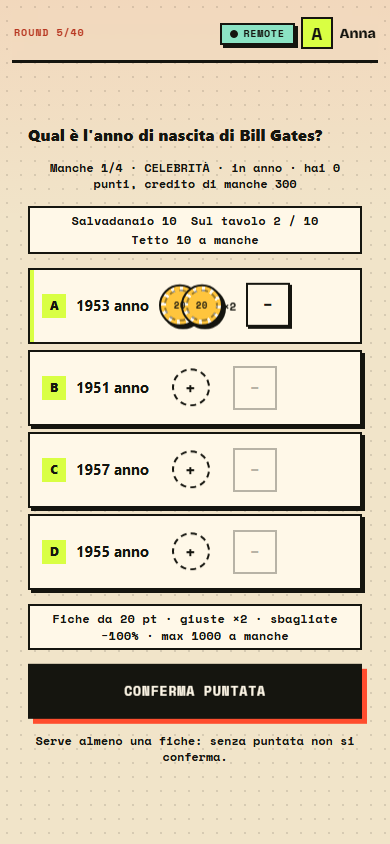 ROUND 5/40
REMOTE
A
Anna
Qual è l'anno di nascita di Bill Gates?
Manche 1/4 · CELEBRITÀ · in anno · hai 0
punti, credito di manche 300
Salvadanaio 10 Sul tavolo 2 / 10
Tetto 10 a manche
A 1953 anno 20 ×2 −
B 1951 anno + −
C 1957 anno + −
D 1955 anno + −
Fiche da 20 pt · giuste ×2 · sbagliate
-100% · max 1000 a manche
CONFERMA PUNTATA
Serve almeno una fiche: senza puntata non si
conferma.